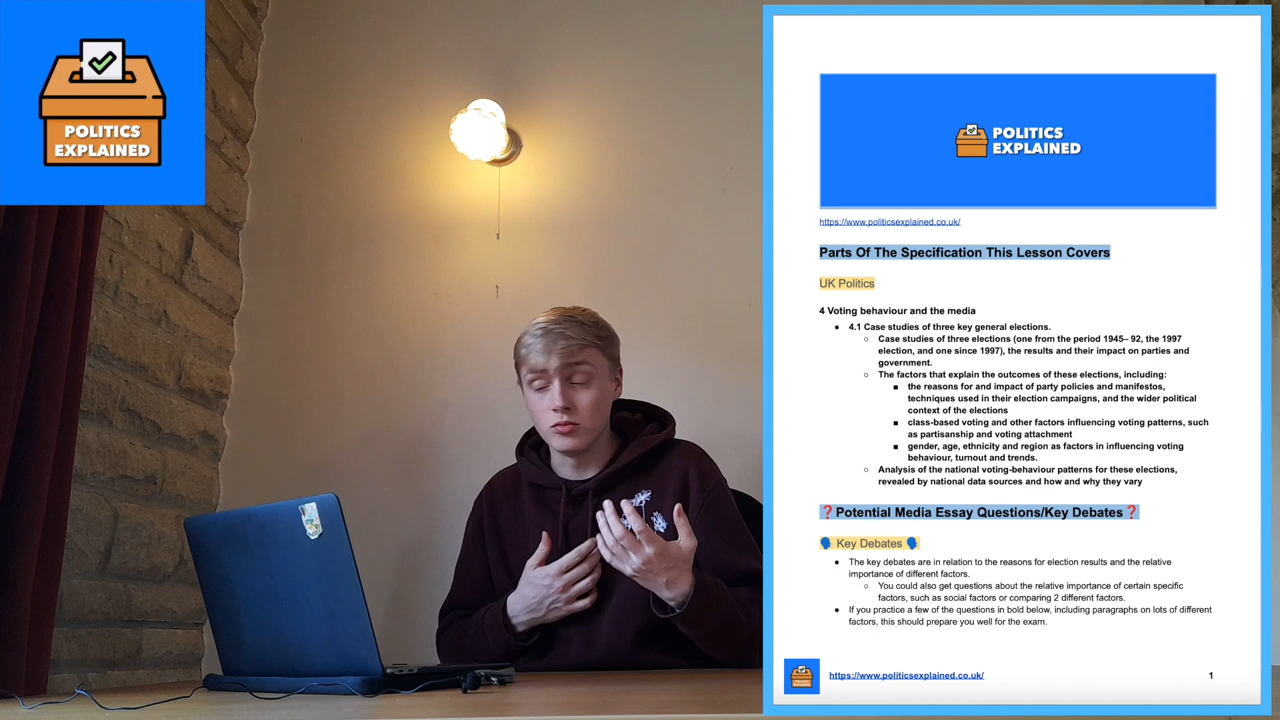 POLITICS
EXPLAINED
POLITICS
EXPLAINED
https://www.politicsexplained.co.uk/
Parts Of The Specification This Lesson Covers
UK Politics
4 Voting behaviour and the media
● 4.1 Case studies of three key general elections.
○ Case studies of three elections (one from the period 1945– 92, the 1997
election, and one since 1997), the results and their impact on parties and
government.
○ The factors that explain the outcomes of these elections, including:
■ the reasons for and impact of party policies and manifestos,
techniques used in their election campaigns, and the wider political
context of the elections
■ class-based voting and other factors influencing voting patterns, such
as partisanship and voting attachment
■ gender, age, ethnicity and region as factors in influencing voting
behaviour, turnout and trends.
○ Analysis of the national voting-behaviour patterns for these elections,
revealed by national data sources and how and why they vary
❓Potential Media Essay Questions/Key Debates❓
🗣 Key Debates 🗣
● The key debates are in relation to the reasons for election results and the relative
importance of different factors.
○ You could also get questions about the relative importance of certain specific
factors, such as social factors or comparing 2 different factors.
● If you practice a few of the questions in bold below, including paragraphs on lots of different
factors, this should prepare you well for the exam.
https://www.politicsexplained.co.uk/
1